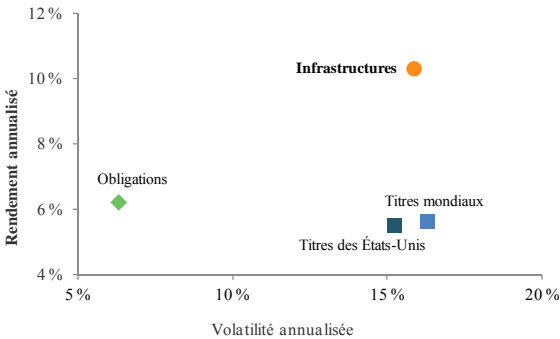 12 %
10 %
8 %
6 %
4 %
Rendement annualisé
Infrastructures
Obligations
Titres mondiaux
Titres des États-Unis
5 %
10 %
15 %
20 %
Volatilité annualisée